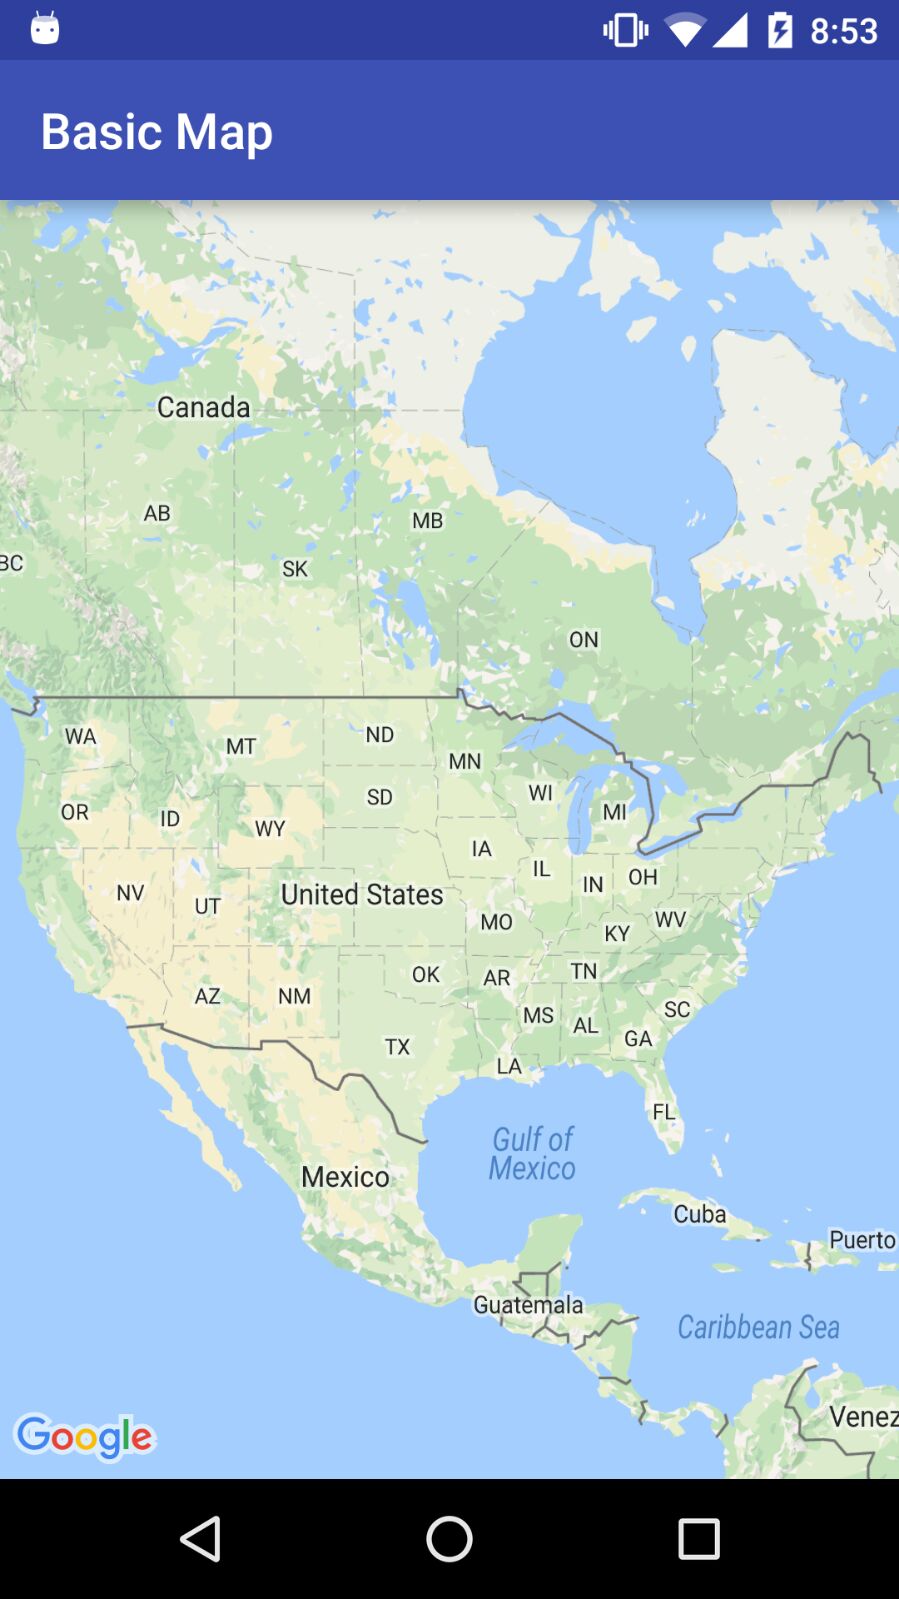 8:53
Basic Map
Canada
AB
MB
BC
SK
ON
WA
MT
ND
MN
OR
ID
WY
SD
WI
MI
IA
IL
IN
OH
NV
UT
United States
MO
KY
WV
AZ
NM
OK
AR
TN
MS
AL
SC
GA
TX
LA
FL
Gulf of
Mexico
Mexico
Cuba
Puerto
Guatemala
Caribbean Sea
Venez
Google